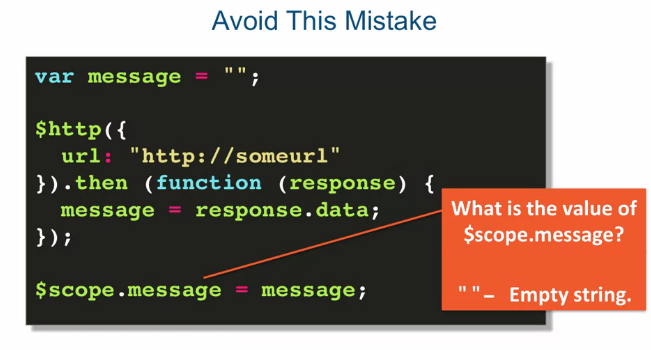 Avoid This Mistake
var message = "";
$http({
  url: "http://someurl"
}).then (function (response) {
  message = response.data;
});
$scope.message = message;
What is the value of
$scope.message?
""– Empty string.